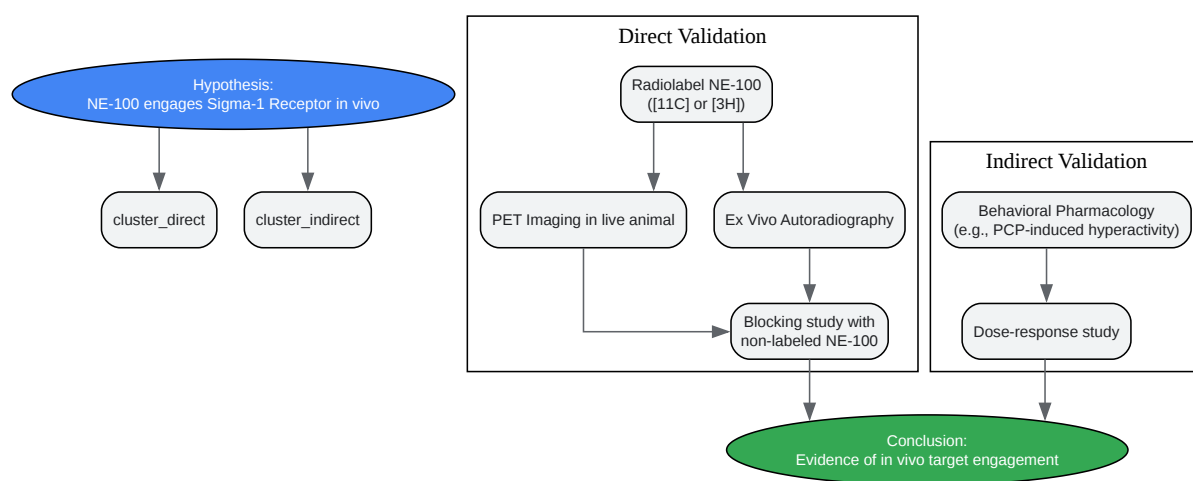 Hypothesis:
NE-100 engages Sigma-1 Receptor in vivo
cluster_direct
cluster_indirect
Direct Validation
Radiolabel NE-100
([11C] or [3H])
PET Imaging in live animal
Ex Vivo Autoradiography
Blocking study with
non-labeled NE-100
Indirect Validation
Behavioral Pharmacology
(e.g., PCP-induced hyperactivity)
Dose-response study
Conclusion:
Evidence of in vivo target engagement